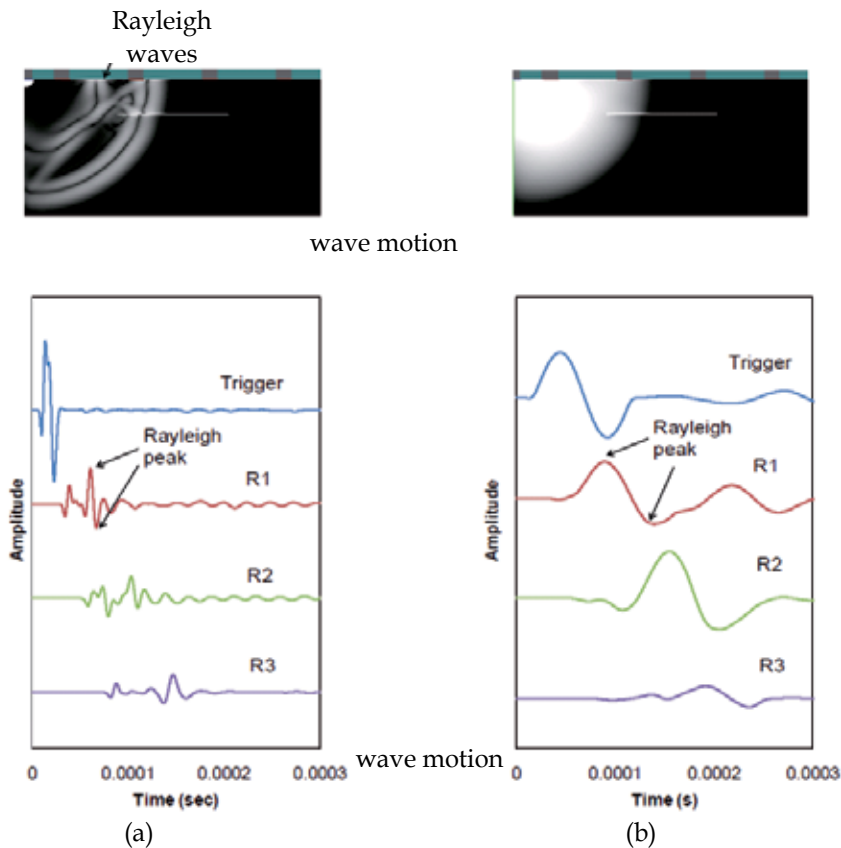 Rayleigh
waves
wave motion
Trigger
Rayleigh
peak
R1
R2
R3
Amplitude
0
0.0001
0.0002
0.0003
Time (sec)
(a)
wave motion
Trigger
Rayleigh
peak
R1
R2
R3
Amplitude
0
0.0001
0.0002
0.0003
Time (s)
(b)